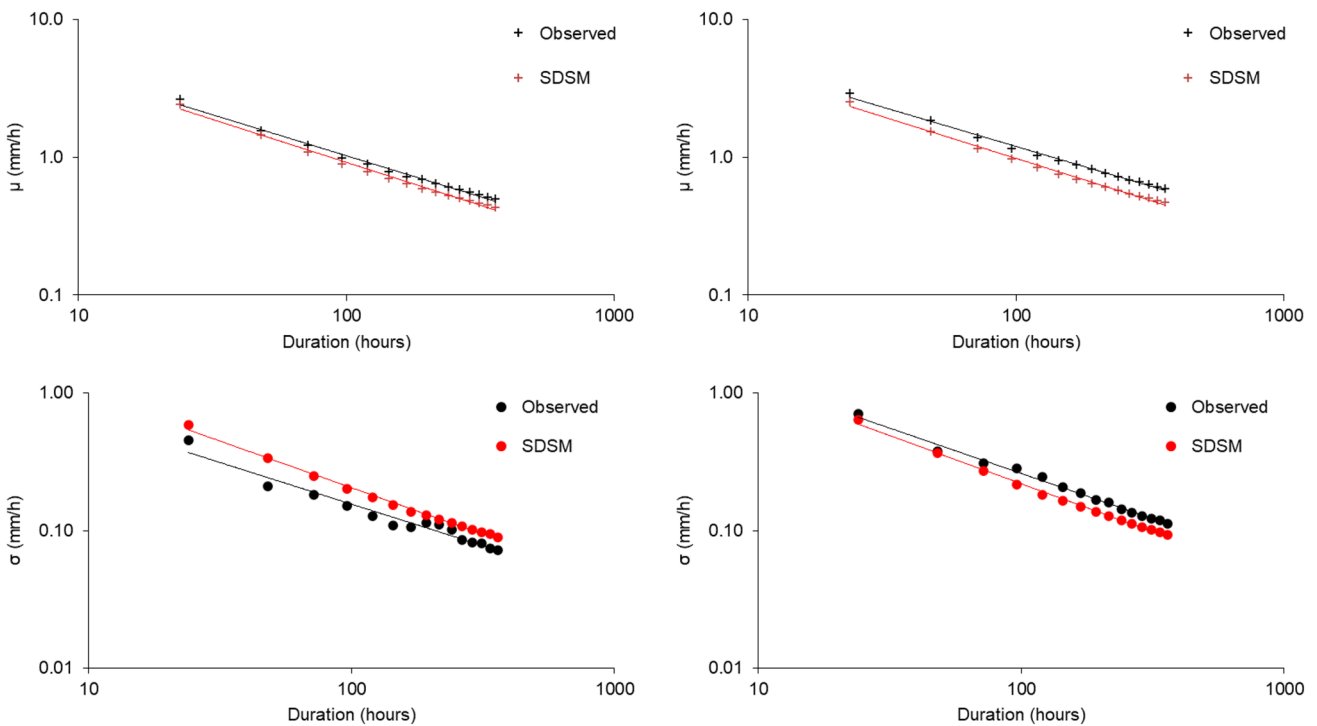 10.0
Observed
SDSM
1.0
μ (mm/h)
0.1
10
100
1000
Duration (hours)
10.0
Observed
SDSM
1.0
μ (mm/h)
0.1
10
100
1000
Duration (hours)
1.00
Observed
SDSM
0.10
σ (mm/h)
0.01
10
100
1000
Duration (hours)
1.00
Observed
SDSM
0.10
σ (mm/h)
0.01
10
100
1000
Duration (hours)